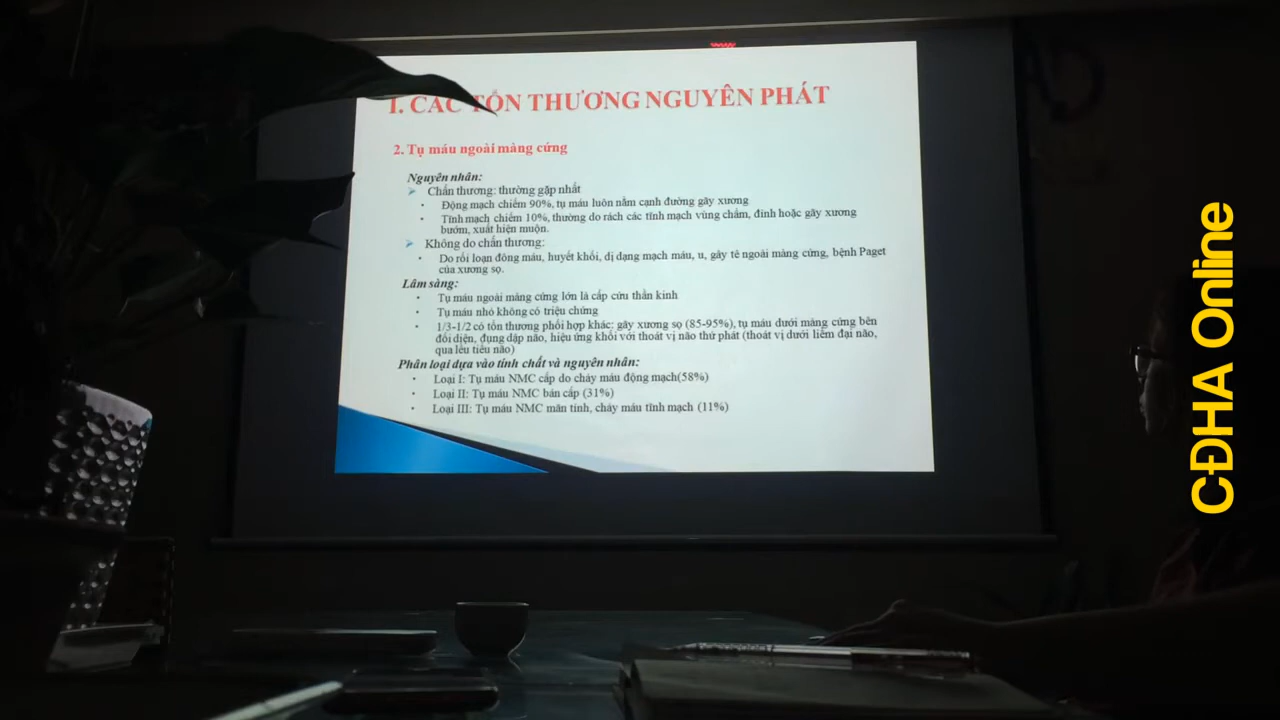 I. CÁC TỔN THƯƠNG NGUYÊN PHÁT
2. Tụ máu ngoài màng cứng
Nguyên nhân:
Chấn thương: thường gặp nhất
Động mạch chiếm 90%, tụ máu luôn nằm cạnh đường gãy xương
Tĩnh mạch chiếm 10%, thường do rách các tĩnh mạch vùng chẩm, đỉnh hoặc gãy xương
bướm, xuất hiện muộn.
Không do chấn thương:
Do rối loạn đông máu, huyết khối, dị dạng mạch máu, u, gây tê ngoài màng cứng, bệnh Paget
của xương sọ.
Lâm sàng:
Tụ máu ngoài màng cứng lớn là cấp cứu thần kinh
Tụ máu nhỏ không có triệu chứng
1/3-1/2 có tổn thương phối hợp khác: gãy xương sọ (85-95%), tụ máu dưới màng cứng bên
đối diện, đụng dập não, hiệu ứng khối với thoát vị não thứ phát (thoát vị dưới liềm đại não,
qua lều tiểu não)
Phân loại dựa vào tính chất và nguyên nhân:
Loại I: Tụ máu NMC cấp do chảy máu động mạch(58%)
Loại II: Tụ máu NMC bán cấp (31%)
Loại III: Tụ máu NMC mãn tính, chảy máu tĩnh mạch (11%)
CĐHA Online